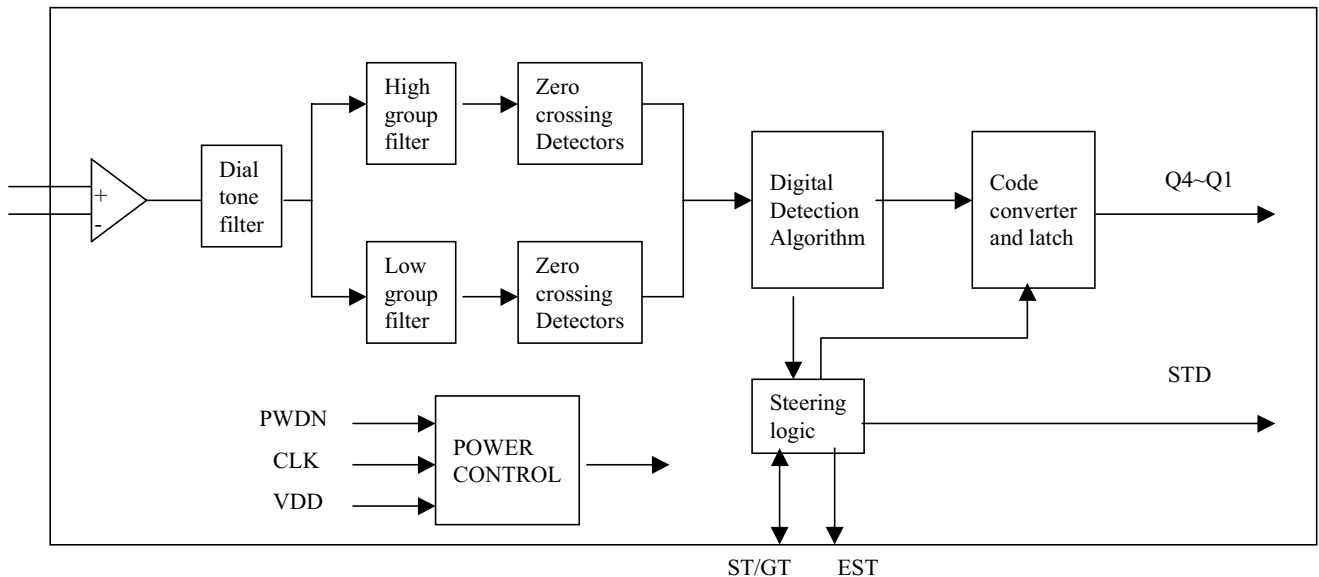 High
group
filter
Zero
crossing
Detectors
+
-
Dial
tone
filter
Digital
Detection
Algorithm
Code
converter
and latch
Q4~Q1
Low
group
filter
Zero
crossing
Detectors
Steering
logic
STD
PWDN
CLK
VDD
POWER
CONTROL
ST/GT
EST